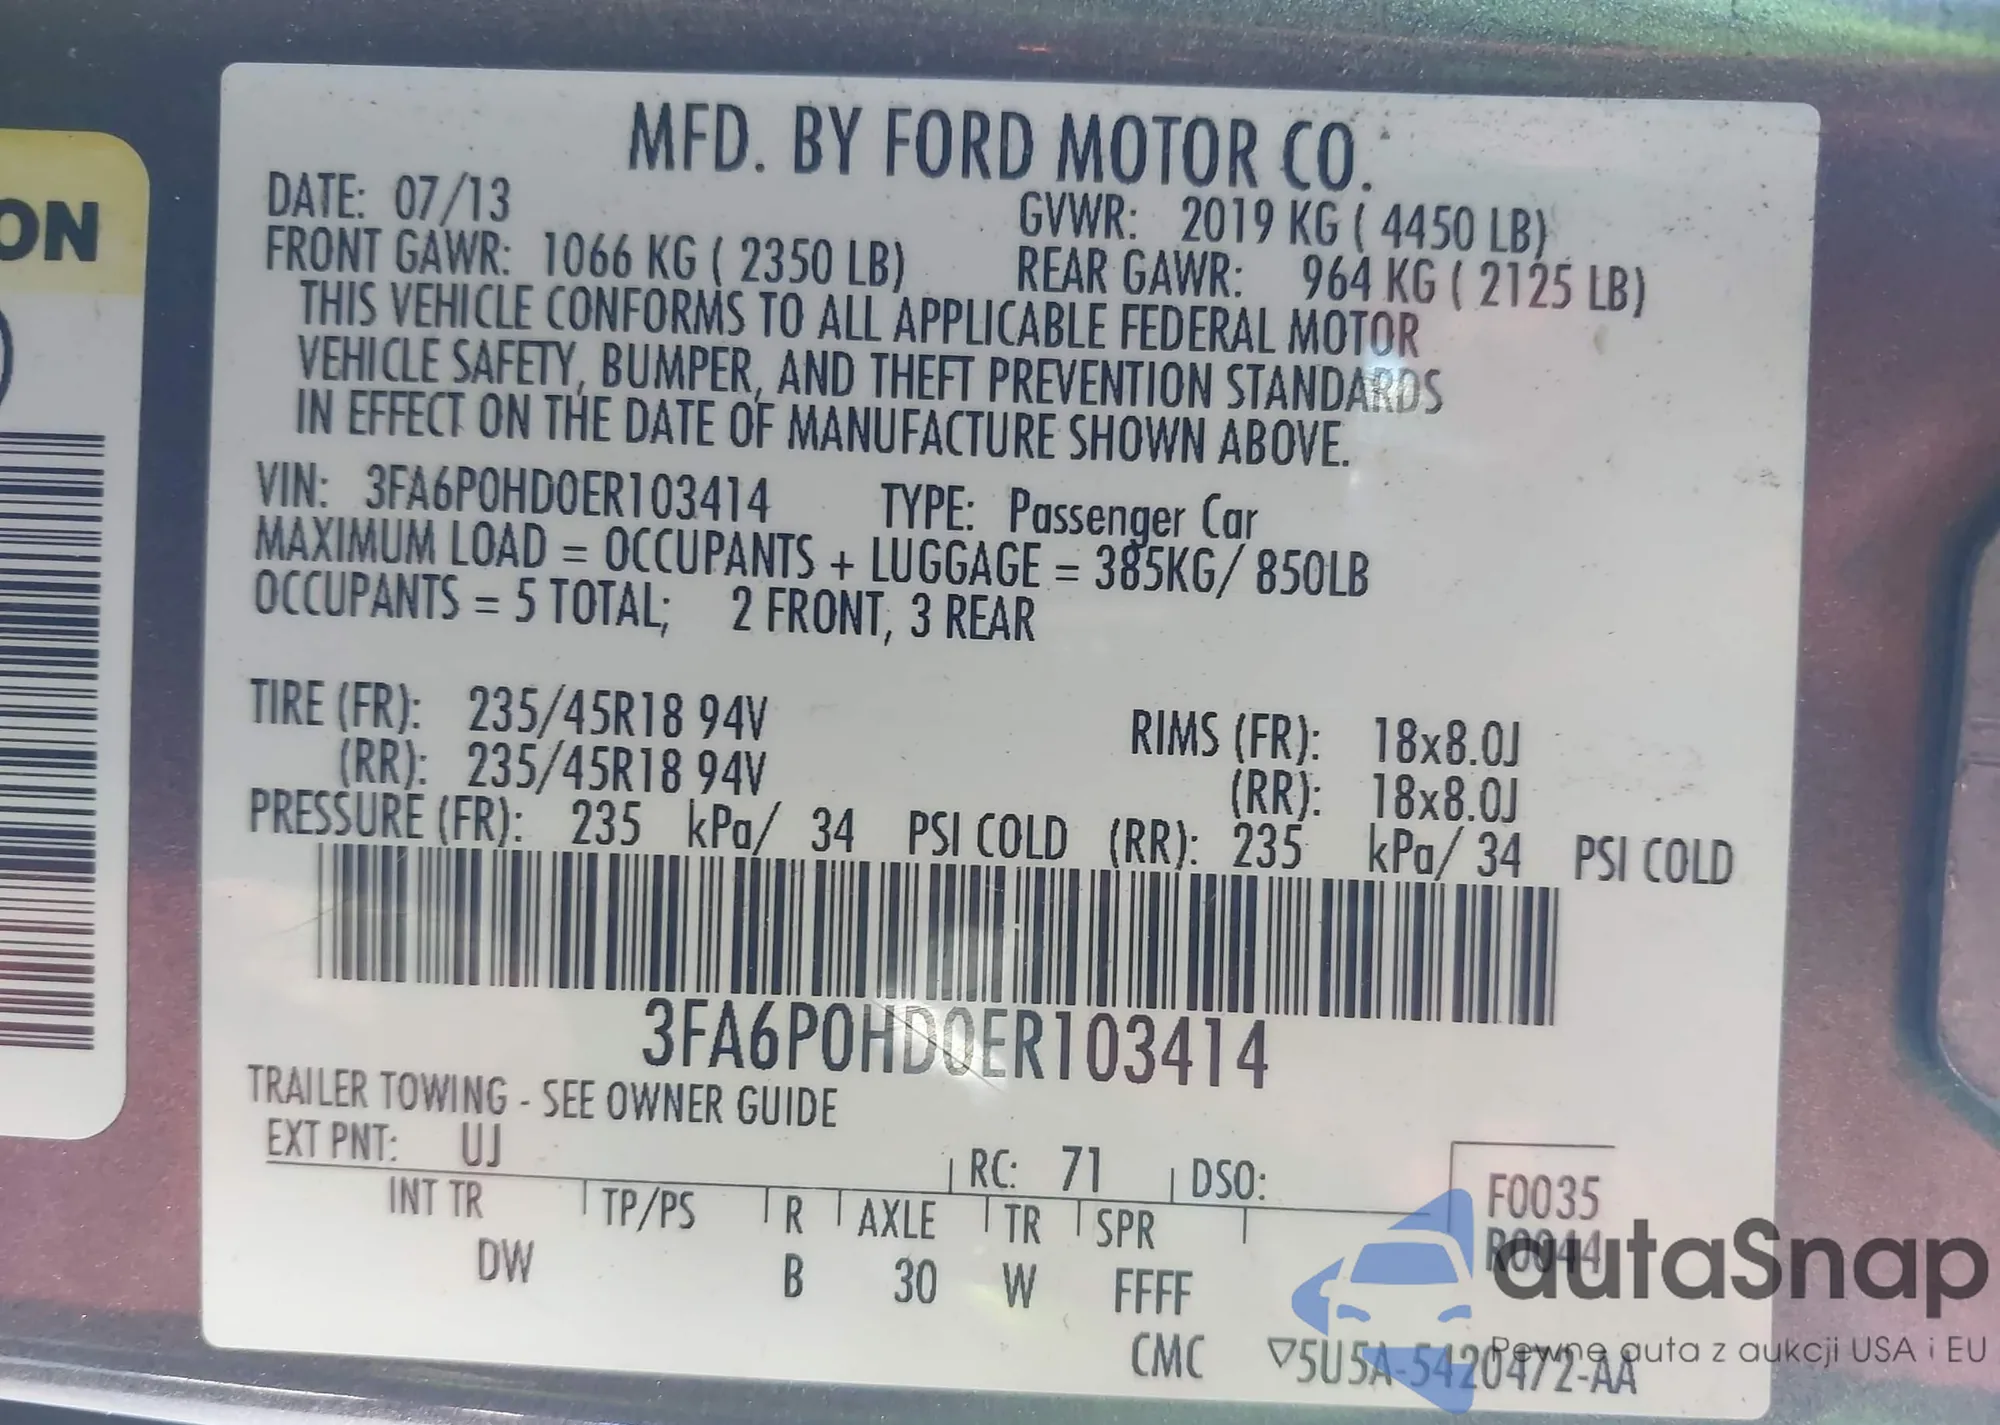 ON
MFD. BY FORD MOTOR CO.
DATE: 07/13 GVWR: 2019 KG ( 4450 LB)
FRONT GAWR: 1066 KG ( 2350 LB) REAR GAWR: 964 KG ( 2125 LB)
THIS VEHICLE CONFORMS TO ALL APPLICABLE FEDERAL MOTOR
VEHICLE SAFETY, BUMPER, AND THEFT PREVENTION STANDARDS
IN EFFECT ON THE DATE OF MANUFACTURE SHOWN ABOVE.
VIN: 3FA6P0HD0ER103414 TYPE: Passenger Car
MAXIMUM LOAD = OCCUPANTS + LUGGAGE = 385KG/ 850LB
OCCUPANTS = 5 TOTAL; 2 FRONT, 3 REAR
TIRE (FR): 235/45R18 94V RIMS (FR): 18x8.0J
(RR): 235/45R18 94V (RR): 18x8.0J
PRESSURE (FR): 235 kPa/ 34 PSI COLD (RR): 235 kPa/ 34 PSI COLD
3FA6P0HD0ER103414
TRAILER TOWING - SEE OWNER GUIDE
EXT PNT: UJ RC: 71 DSO: F0035
INT TR TP/PS R AXLE TR SPR R0044
DW B 30 W FFFF
CMC ▽5U5A-5420472-AA
autaSnap
Pewne auta z aukcji USA i EU